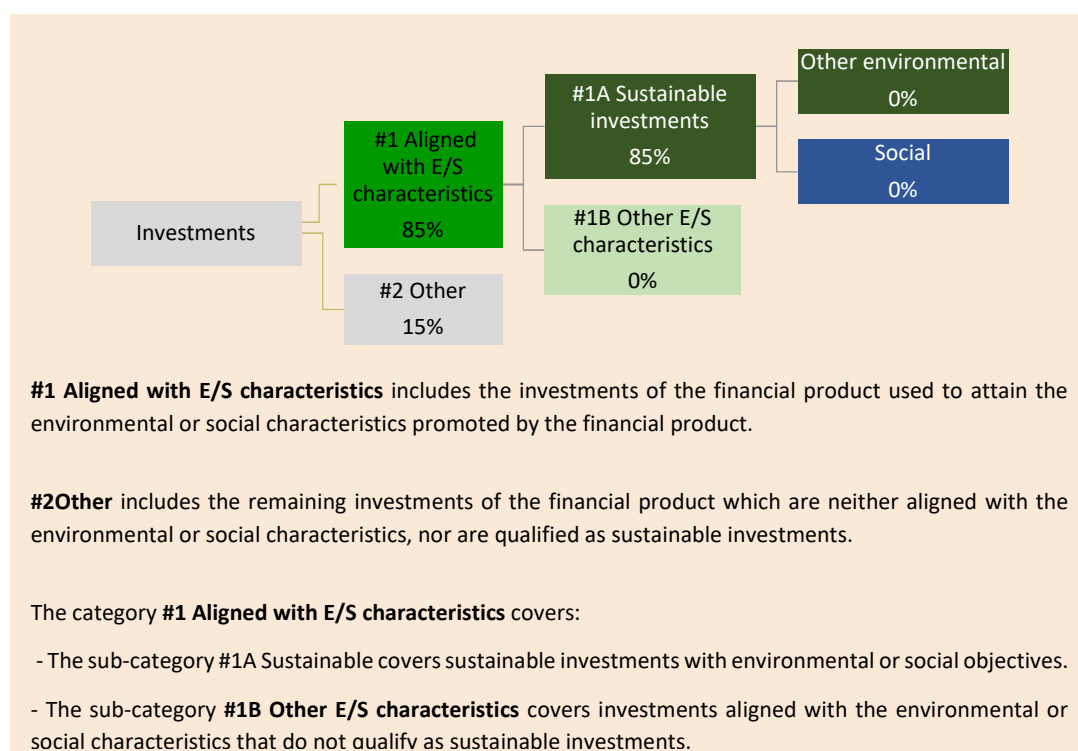 Other environmental
0%
#1A Sustainable
investments
85%
#1 Aligned
with E/S
characteristics
85%
Social
0%
Investments
#1B Other E/S
characteristics
0%
#2 Other
15%
#1 Aligned with E/S characteristics includes the investments of the financial product used to attain the
environmental or social characteristics promoted by the financial product.
#2Other includes the remaining investments of the financial product which are neither aligned with the
environmental or social characteristics, nor are qualified as sustainable investments.
The category #1 Aligned with E/S characteristics covers:
- The sub-category #1A Sustainable covers sustainable investments with environmental or social objectives.
- The sub-category #1B Other E/S characteristics covers investments aligned with the environmental or
social characteristics that do not qualify as sustainable investments.